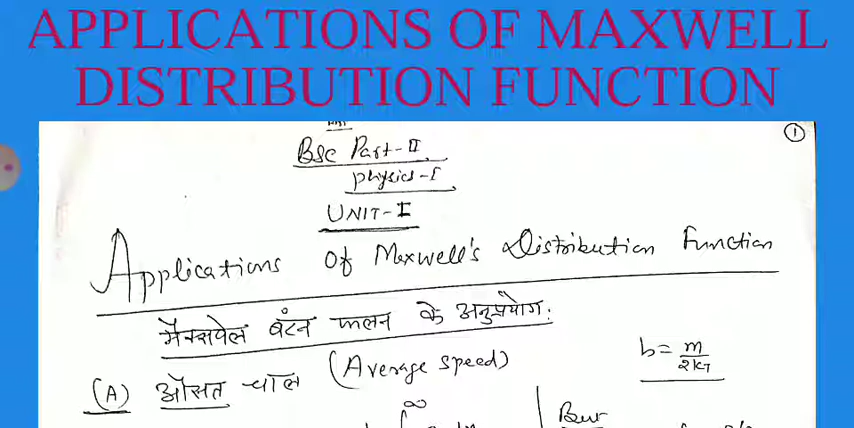 APPLICATIONS OF MAXWELL
DISTRIBUTION FUNCTION
1
BSC Part-II
Physics-I
UNIT-I
Applications of Maxwell's Distribution Function
मैक्सवेल बंटन फलन के अनुप्रयोग:
b = m/2kT
(A) औसत चाल (Average speed)
∞
But